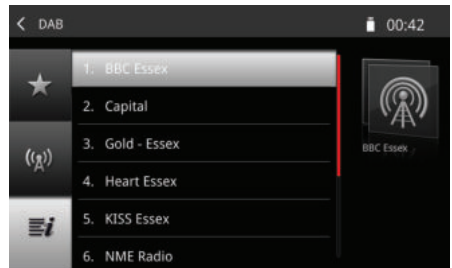 DAB
00:42
1. BBC Essex
2. Capital
3. Gold - Essex
4. Heart Essex
5. KISS Essex
6. NME Radio
BBC Essex